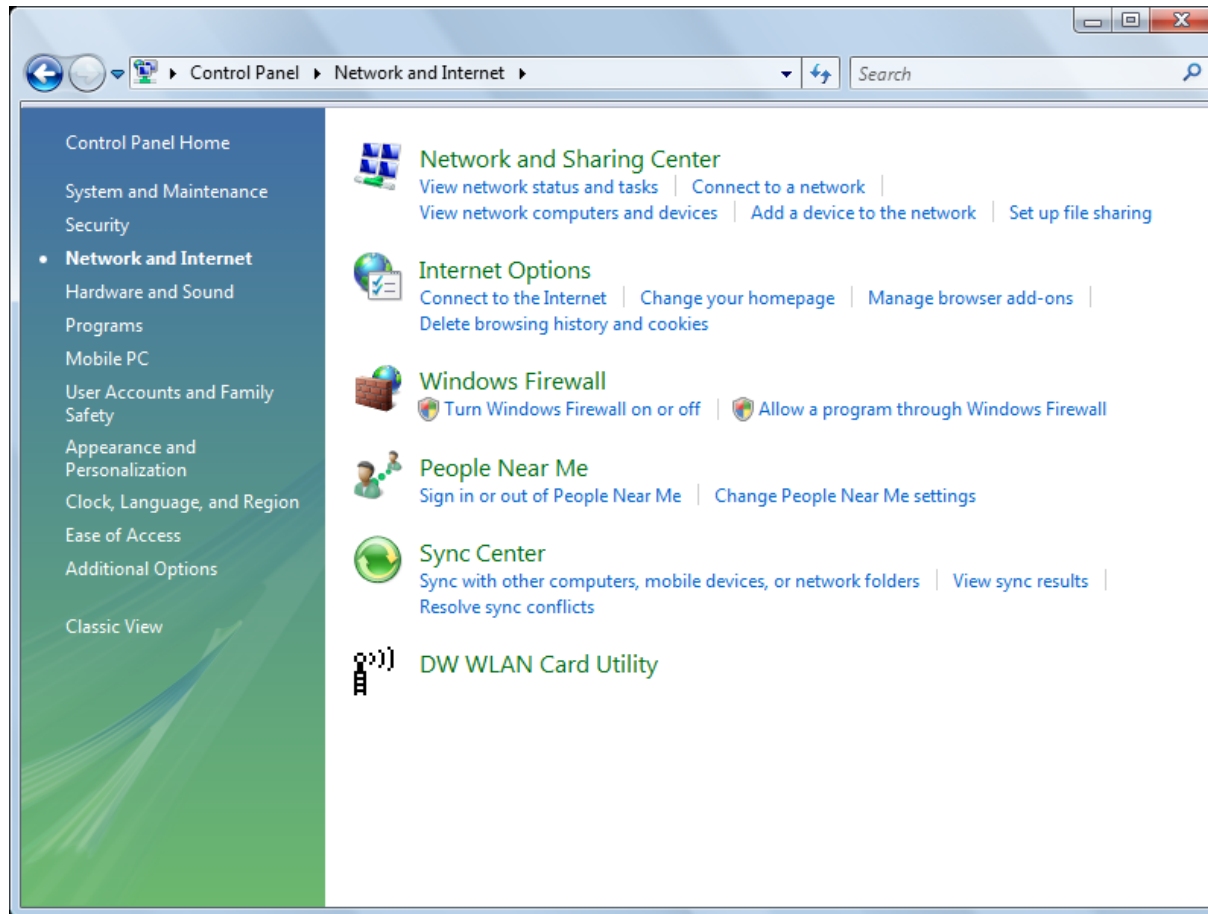 Control Panel Network and Internet Search
Control Panel Home
System and Maintenance
Security
Network and Internet
Hardware and Sound
Programs
Mobile PC
User Accounts and Family
Safety
Appearance and
Personalization
Clock, Language, and Region
Ease of Access
Additional Options
Classic View
Network and Sharing Center
View network status and tasks Connect to a network
View network computers and devices Add a device to the network Set up file sharing
Internet Options
Connect to the Internet Change your homepage Manage browser add-ons
Delete browsing history and cookies
Windows Firewall
Turn Windows Firewall on or off Allow a program through Windows Firewall
People Near Me
Sign in or out of People Near Me Change People Near Me settings
Sync Center
Sync with other computers, mobile devices, or network folders View sync results
Resolve sync conflicts
DW WLAN Card Utility